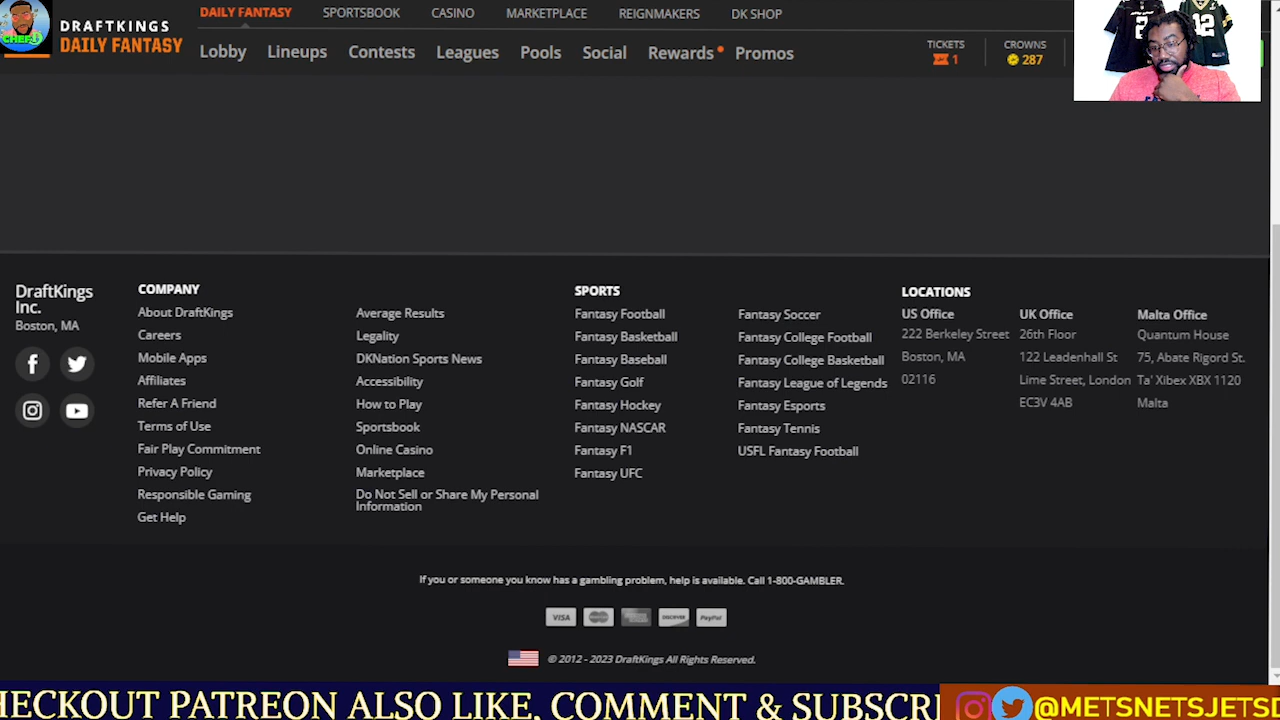 CHEF
DRAFTKINGS
DAILY FANTASY
DAILY FANTASY SPORTSBOOK CASINO MARKETPLACE REIGNMAKERS DK SHOP
Lobby Lineups Contests Leagues Pools Social Rewards Promos
TICKETS
1
CROWNS
287
2
12
DraftKings
Inc.
Boston, MA
COMPANY
About DraftKings
Careers
Mobile Apps
Affiliates
Refer A Friend
Terms of Use
Fair Play Commitment
Privacy Policy
Responsible Gaming
Get Help
Average Results
Legality
DKNation Sports News
Accessibility
How to Play
Sportsbook
Online Casino
Marketplace
Do Not Sell or Share My Personal
Information
SPORTS
Fantasy Football
Fantasy Basketball
Fantasy Baseball
Fantasy Golf
Fantasy Hockey
Fantasy NASCAR
Fantasy F1
Fantasy UFC
Fantasy Soccer
Fantasy College Football
Fantasy College Basketball
Fantasy League of Legends
Fantasy Esports
Fantasy Tennis
USFL Fantasy Football
LOCATIONS
US Office
222 Berkeley Street
Boston, MA
02116
UK Office
26th Floor
122 Leadenhall St
Lime Street, London
EC3V 4AB
Malta Office
Quantum House
75, Abate Rigord St.
Ta' Xibex XBX 1120
Malta
If you or someone you know has a gambling problem, help is available. Call 1-800-GAMBLER.
VISA DISCOVER PayPal
© 2012 - 2023 DraftKings All Rights Reserved.
HECKOUT PATREON ALSO LIKE, COMMENT & SUBSCRI
@METSNETSJETSD